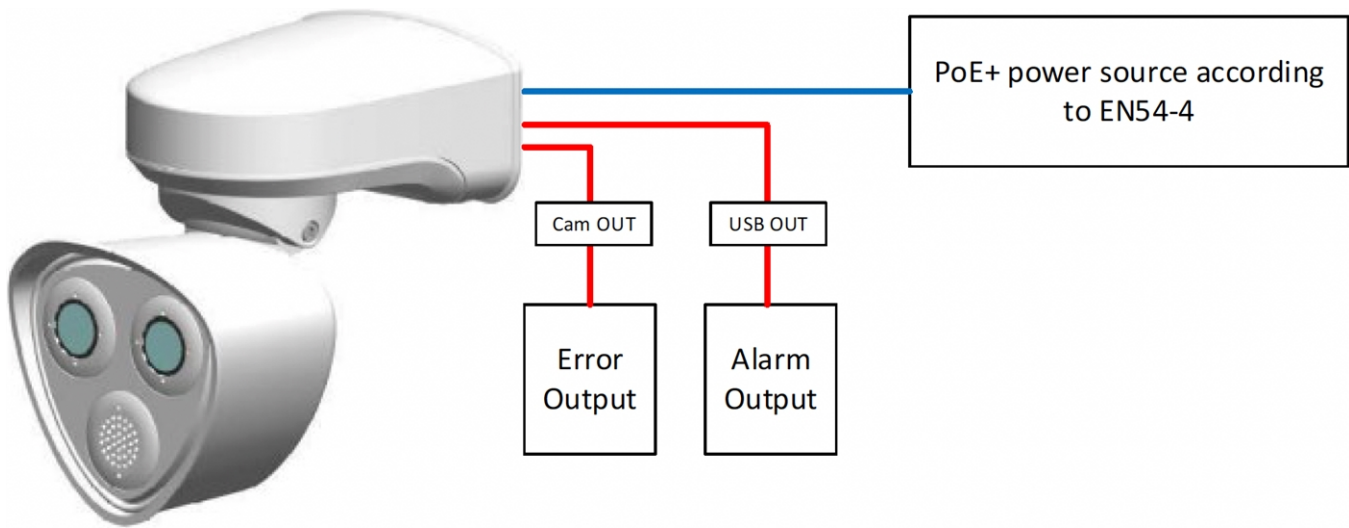 PoE+ power source according
to EN54-4
Cam OUT
USB OUT
Error
Output
Alarm
Output